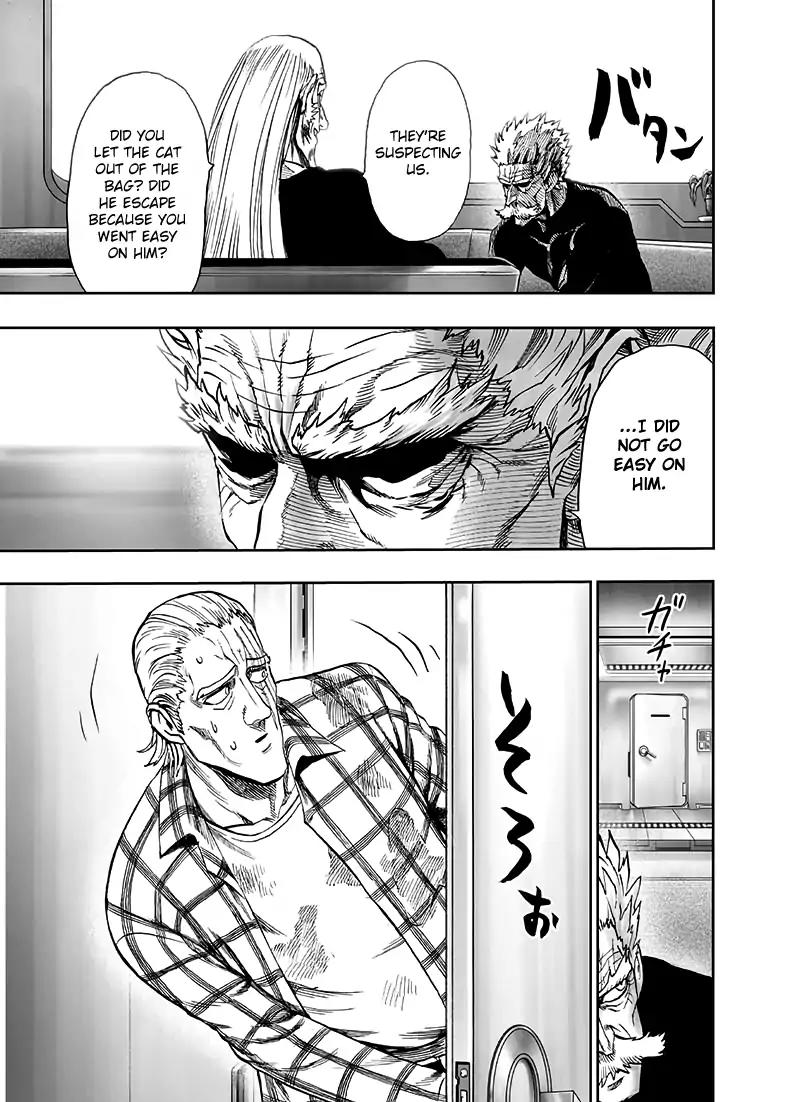 バタン
THEY'RE
SUSPECTING
US.
DID YOU
LET THE CAT
OUT OF THE
BAG? DID
HE ESCAPE
BECAUSE YOU
WENT EASY
ON HIM?
...I DID
NOT GO
EASY ON
HIM.
ガチャ
そろぉ